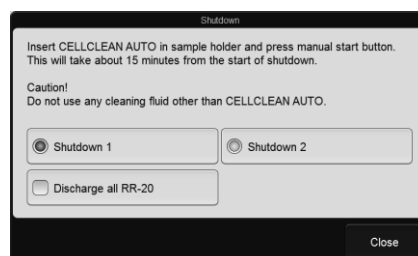 Shutdown
Insert CELLCLEAN AUTO in sample holder and press manual start button.
This will take about 15 minutes from the start of shutdown.
Caution!
Do not use any cleaning fluid other than CELLCLEAN AUTO.
Shutdown 1
Shutdown 2
Discharge all RR-20
Close